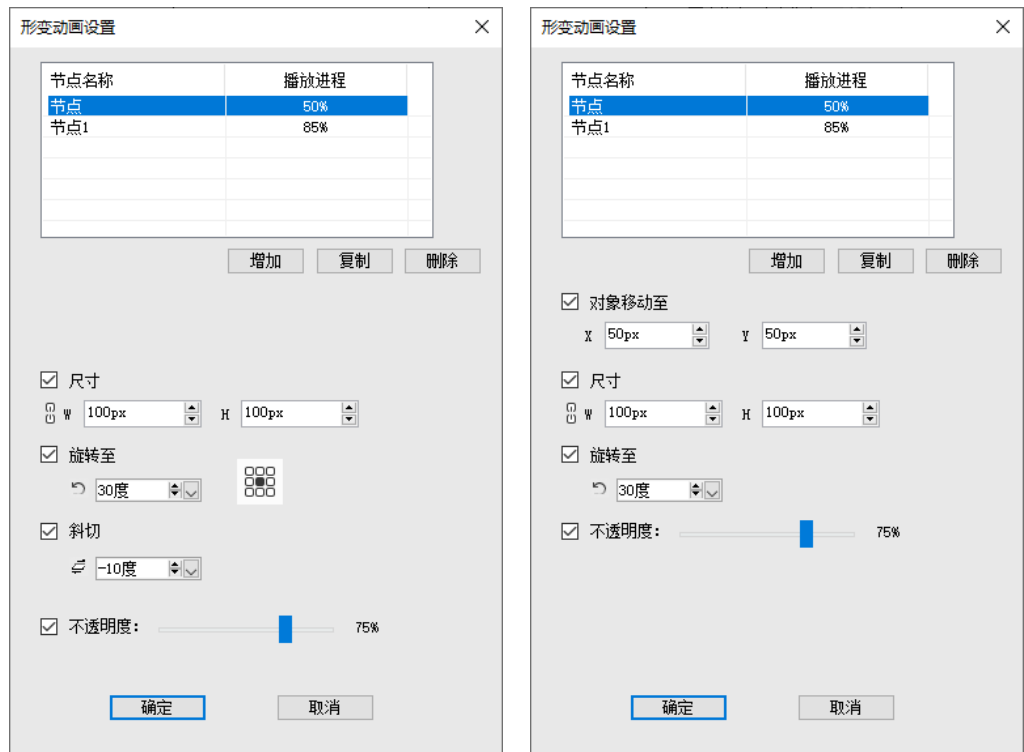 形变动画设置
节点名称 播放进程
节点 50%
节点1 85%
增加 复制 删除
尺寸
W 100px H 100px
旋转至
30度
斜切
-10度
不透明度： 75%
确定 取消
形变动画设置
节点名称 播放进程
节点 50%
节点1 85%
增加 复制 删除
对象移动至
X 50px Y 50px
尺寸
W 100px H 100px
旋转至
30度
不透明度： 75%
确定 取消